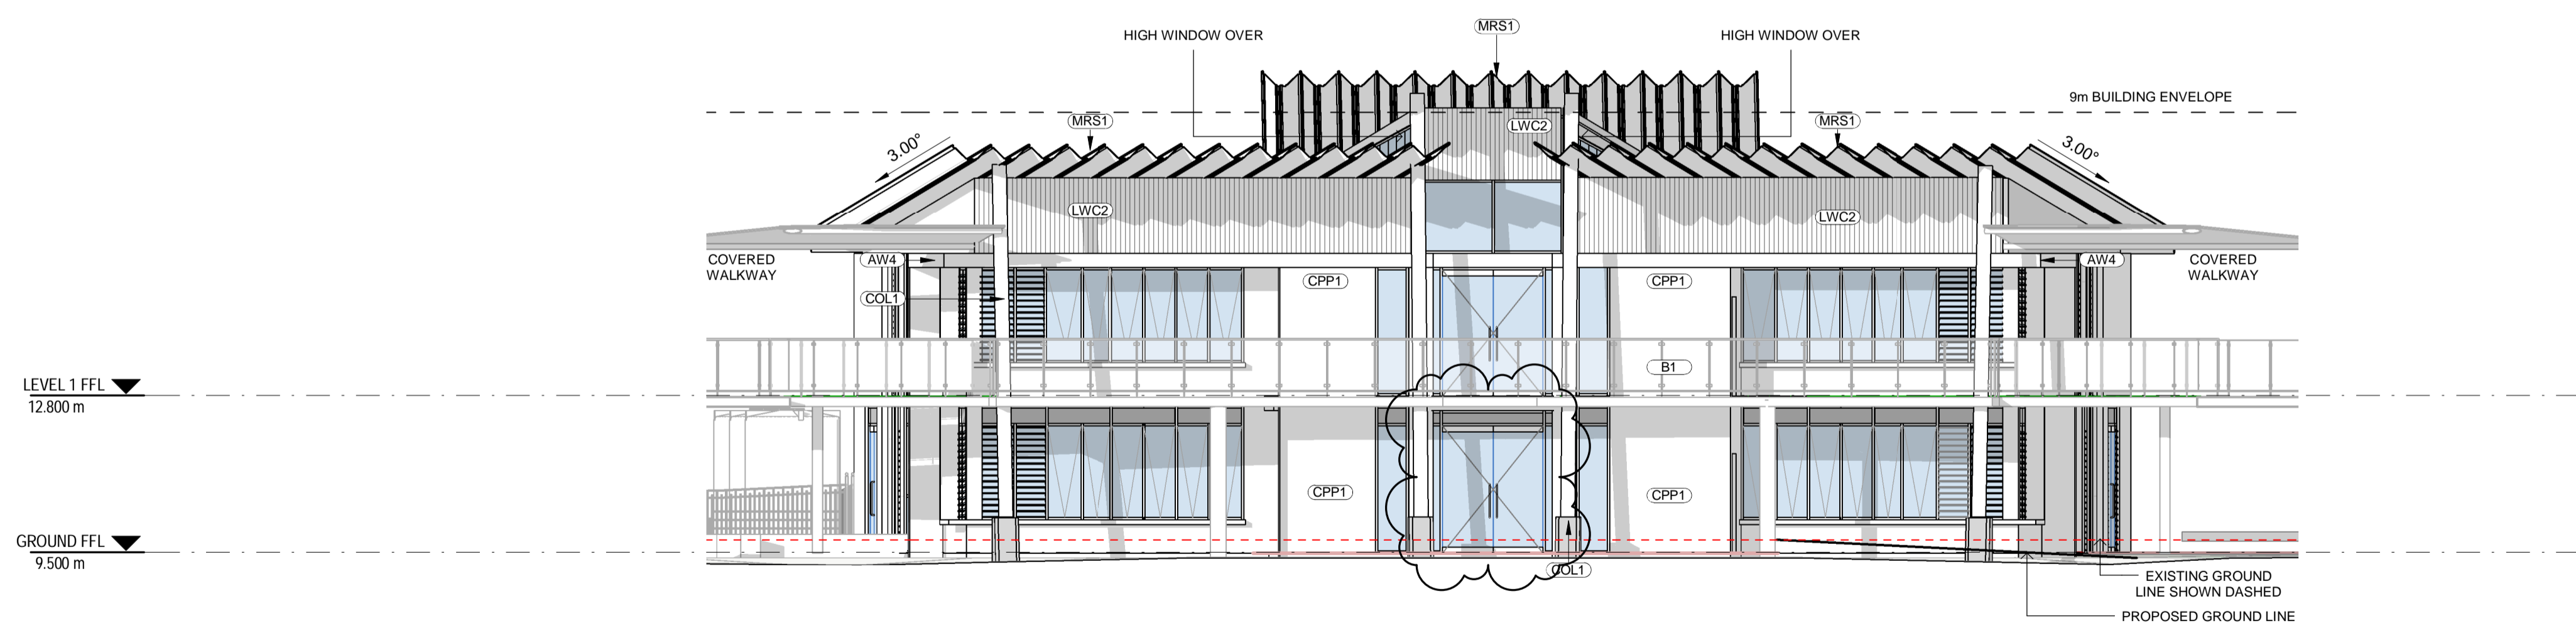 MRS1
HIGH WINDOW OVER
HIGH WINDOW OVER
9m BUILDING ENVELOPE
MRS1
LWC2
MRS1
3.00°
3.00°
LWC2
LWC2
COVERED
WALKWAY
AW4
AW4
COVERED
WALKWAY
CPP1
CPP1
COL1
B1
LEVEL 1 FFL
12.800 m
CPP1
CPP1
GROUND FFL
9.500 m
COL1
EXISTING GROUND
LINE SHOWN DASHED
PROPOSED GROUND LINE